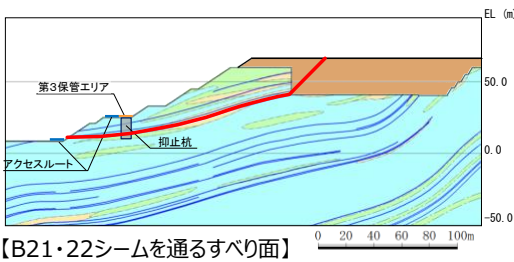 EL (m)
50.0
第3保管エリア
抑止杭
アクセスルート
0.0
-50.0
【B21・22シームを通るすべり面】
0 20 40 60 80 100m